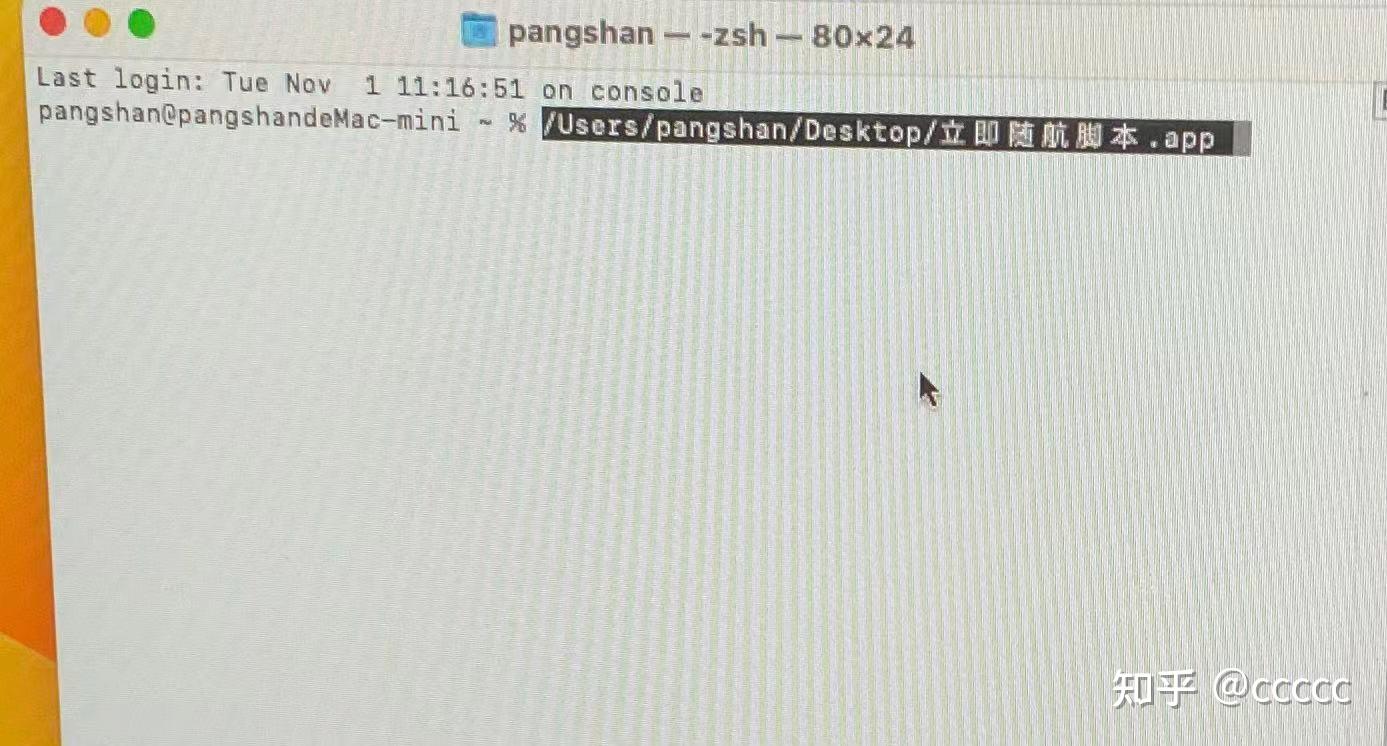 pangshan — -zsh — 80×24
Last login: Tue Nov  1 11:16:51 on console
pangshan@pangshandeMac-mini ~ % /Users/pangshan/Desktop/立即随航脚本.app
知乎 @ccccc